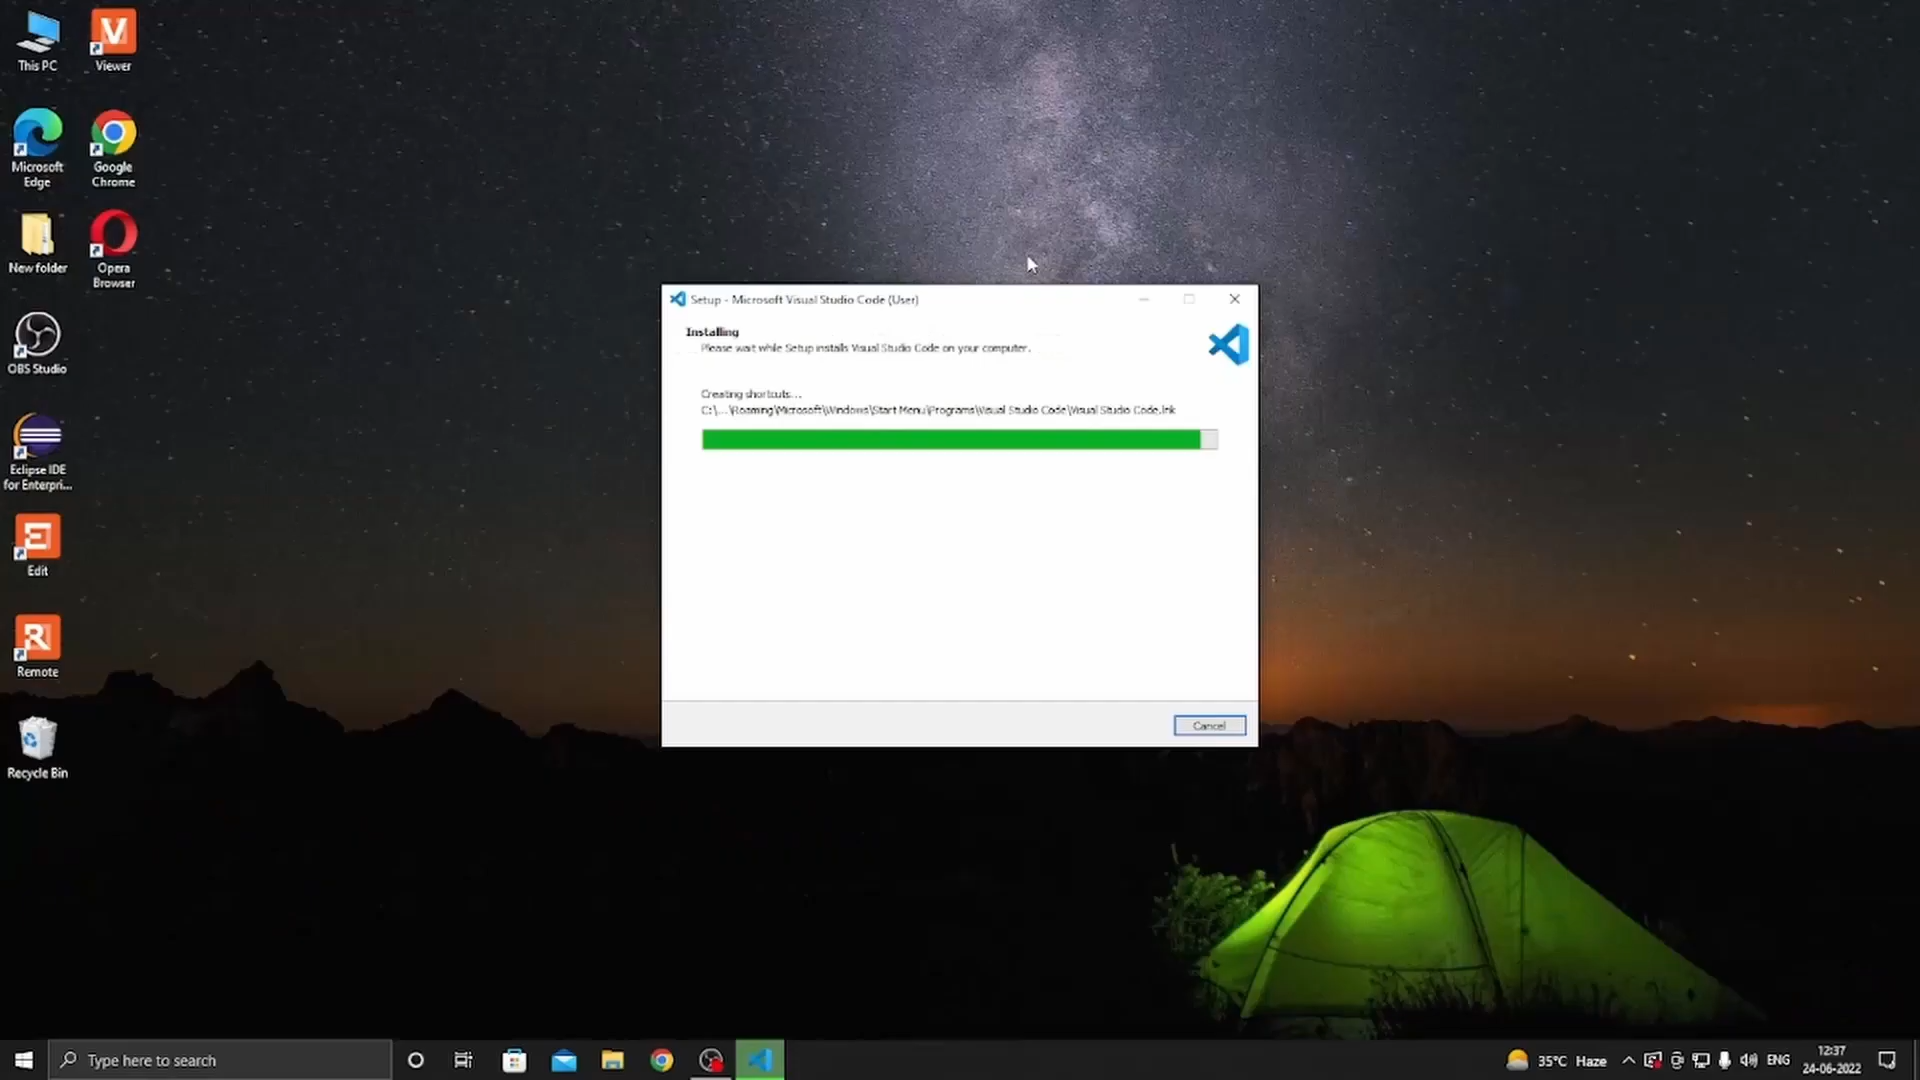 This PC
Viewer
Microsoft
Edge
Google
Chrome
New folder
Opera
Browser
OBS Studio
Eclipse IDE
for Enterpri...
Edit
Remote
Recycle Bin
Setup - Microsoft Visual Studio Code (User)
Installing
Please wait while Setup installs Visual Studio Code on your computer.
Creating shortcuts...
C:\...\Roaming\Microsoft\Windows\Start Menu\Programs\Visual Studio Code\Visual Studio Code.lnk
Cancel
Type here to search
35°C Haze
ENG
12:37
24-06-2022